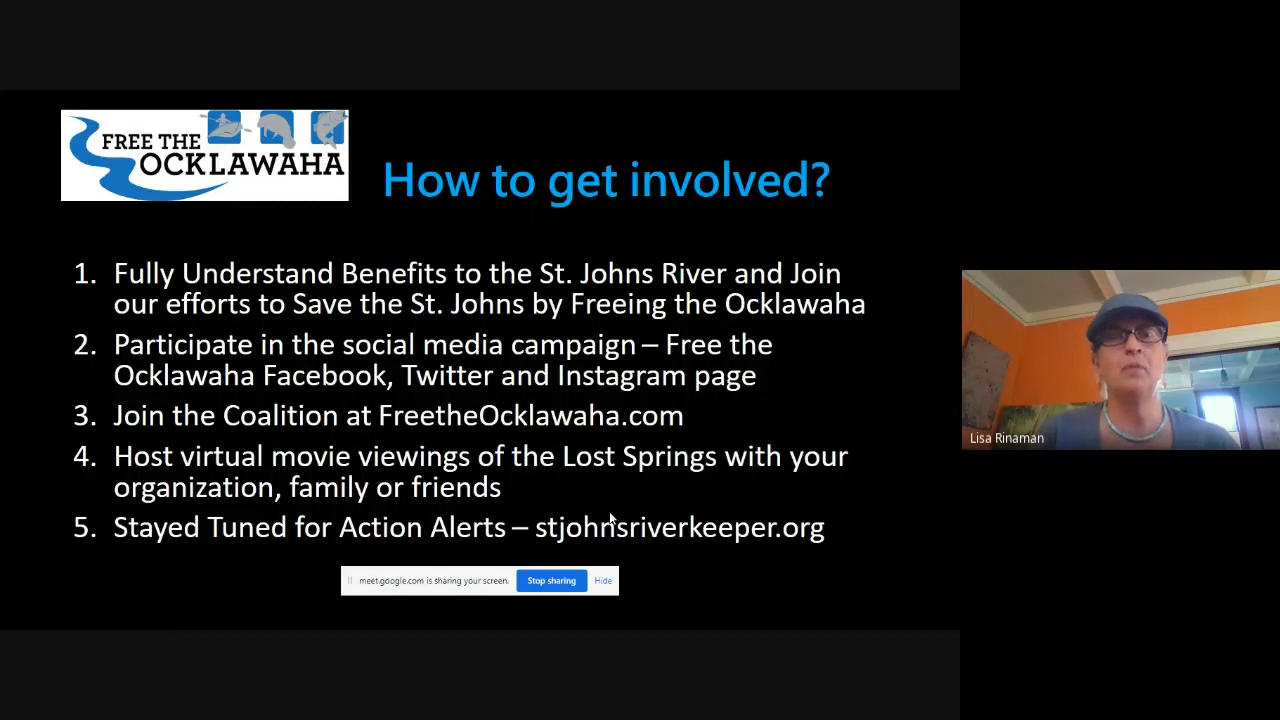 FREE THE
OCKLAWAHA
How to get involved?
1. Fully Understand Benefits to the St. Johns River and Join
our efforts to Save the St. Johns by Freeing the Ocklawaha
2. Participate in the social media campaign – Free the
Ocklawaha Facebook, Twitter and Instagram page
3. Join the Coalition at FreetheOcklawaha.com
4. Host virtual movie viewings of the Lost Springs with your
organization, family or friends
5. Stayed Tuned for Action Alerts – stjohnsriverkeeper.org
meet.google.com is sharing your screen. Stop sharing Hide
Lisa Rinaman